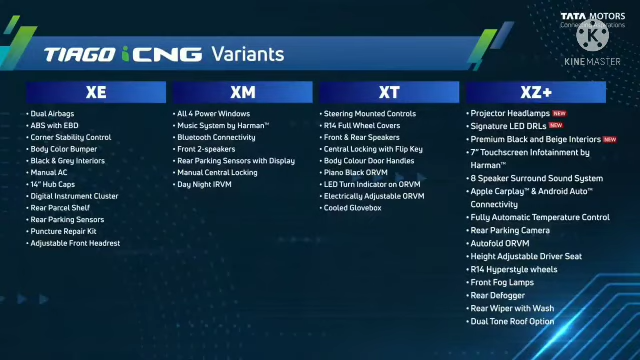 TATA MOTORS
Connecting Aspirations
K
KINEMASTER
TIAGO iCNG Variants
XE
• Dual Airbags
• ABS with EBD
• Corner Stability Control
• Body Color Bumper
• Black & Grey Interiors
• Manual AC
• 14" Hub Caps
• Digital Instrument Cluster
• Rear Parcel Shelf
• Rear Parking Sensors
• Puncture Repair Kit
• Adjustable Front Headrest
XM
• All 4 Power Windows
• Music System by Harman™
• Bluetooth Connectivity
• Front 2-speakers
• Rear Parking Sensors with Display
• Manual Central Locking
• Day Night IRVM
XT
• Steering Mounted Controls
• R14 Full Wheel Covers
• Front & Rear Speakers
• Central Locking with Flip Key
• Body Colour Door Handles
• Piano Black ORVM
• LED Turn Indicator on ORVM
• Electrically Adjustable ORVM
• Cooled Glovebox
XZ+
• Projector Headlamps NEW
• Signature LED DRLs NEW
• Premium Black and Beige Interiors NEW
• 7" Touchscreen Infotainment by
Harman™
• 8 Speaker Surround Sound System
• Apple Carplay™ & Android Auto™
Connectivity
• Fully Automatic Temperature Control
• Rear Parking Camera
• Autofold ORVM
• Height Adjustable Driver Seat
• R14 Hyperstyle wheels
• Front Fog Lamps
• Rear Defogger
• Rear Wiper with Wash
• Dual Tone Roof Option